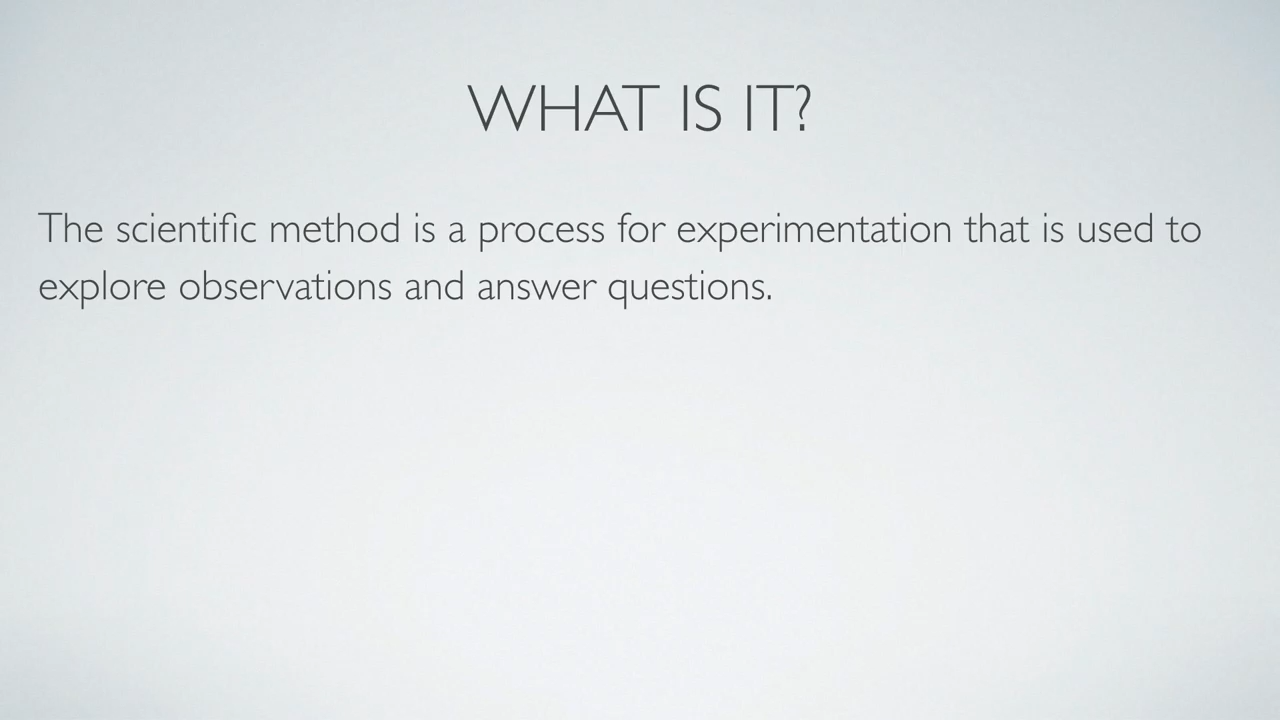 WHAT IS IT?
The scientific method is a process for experimentation that is used to
explore observations and answer questions.